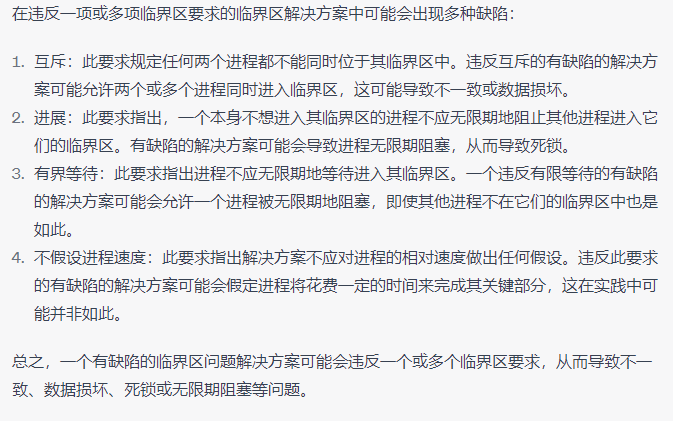 在违反一项或多项临界区要求的临界区解决方案中可能会出现多种缺陷：
1. 互斥：此要求规定任何两个进程都不能同时位于其临界区中。违反互斥的有缺陷的解决方
案可能允许两个或多个进程同时进入临界区，这可能导致不一致或数据损坏。
2. 进展：此要求指出，一个本身不想进入其临界区的进程不应无限期地阻止其他进程进入它
们的临界区。有缺陷的解决方案可能会导致进程无限期阻塞，从而导致死锁。
3. 有界等待：此要求指出进程不应无限期地等待进入其临界区。一个违反有限等待的有缺陷
的解决方案可能会允许一个进程被无限期地阻塞，即使其他进程不在它们的临界区中也是
如此。
4. 不假设进程速度：此要求指出解决方案不应对进程的相对速度做出任何假设。违反此要求
的有缺陷的解决方案可能会假定进程将花费一定的时间来完成其关键部分，这在实践中可
能并非如此。
总之，一个有缺陷的临界区问题解决方案可能会违反一个或多个临界区要求，从而导致不一
致、数据损坏、死锁或无限期阻塞等问题。